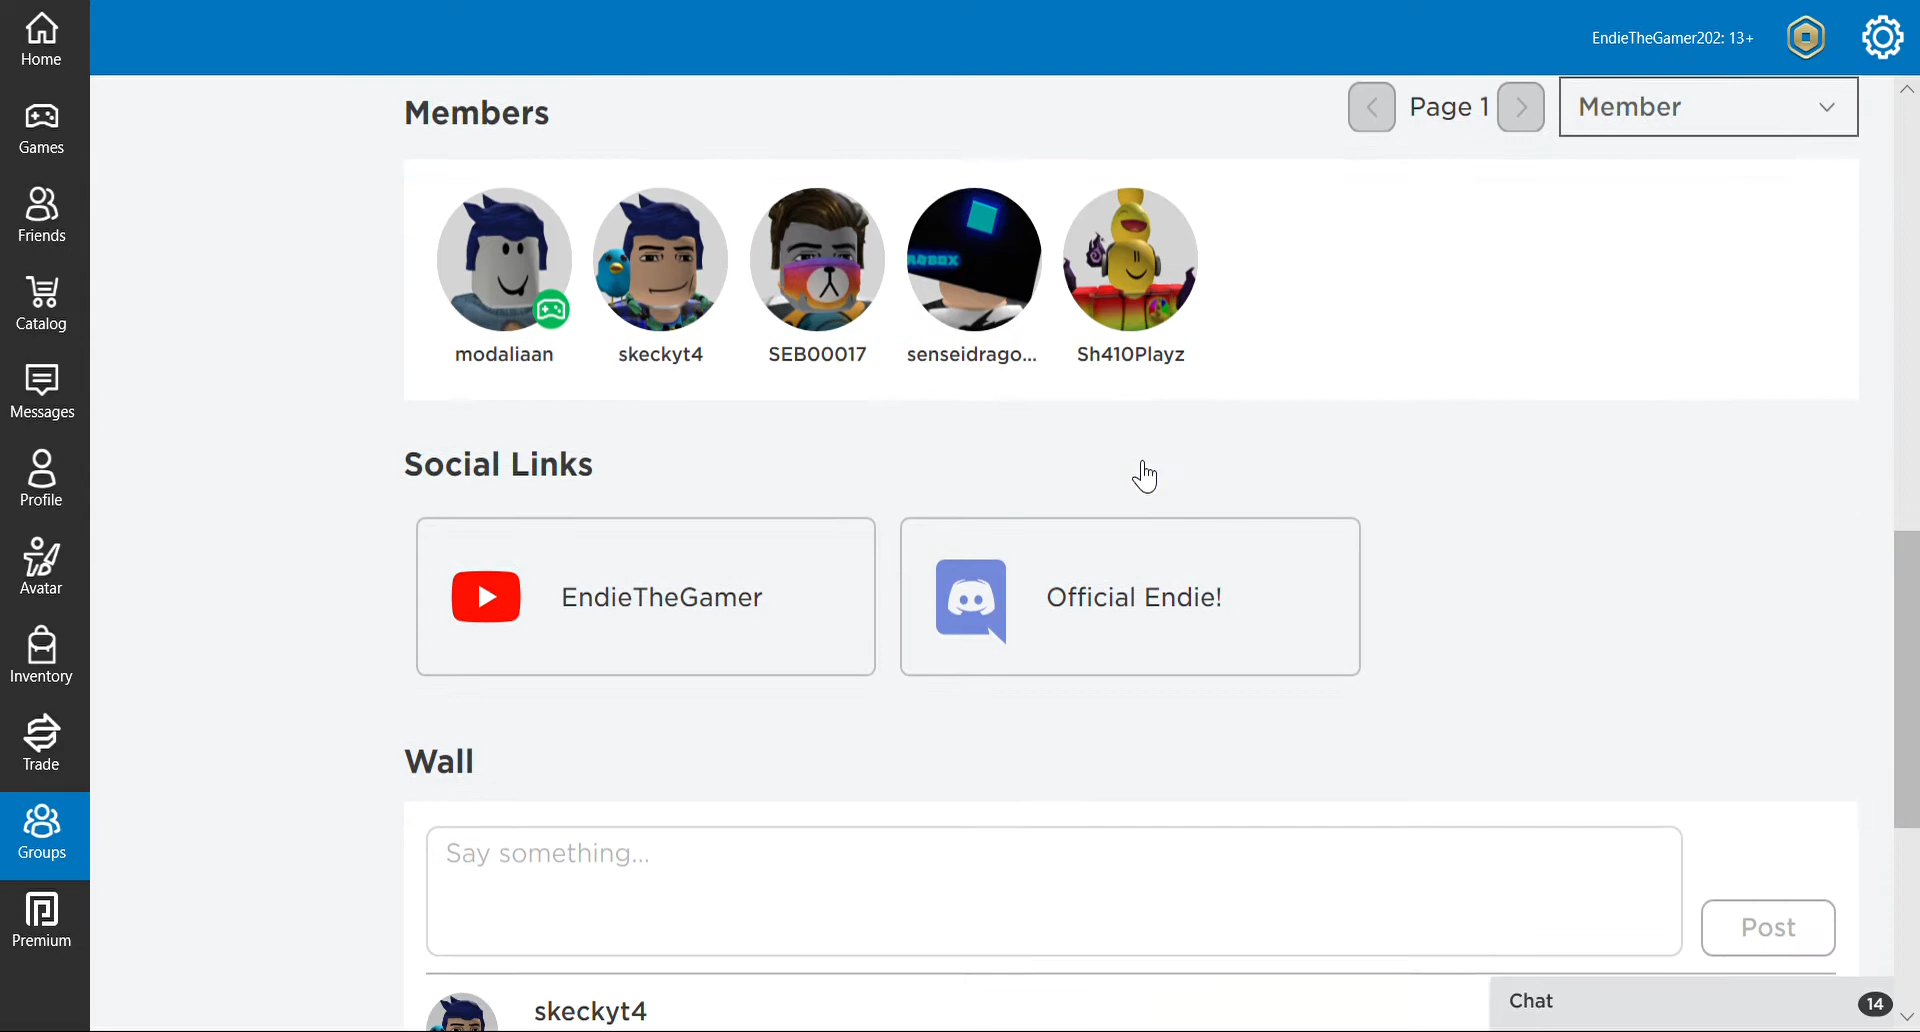 EndieTheGamer202: 13+
Home
Games
Friends
Catalog
Messages
Profile
Avatar
Inventory
Trade
Groups
Premium
Members
Page 1
Member
ROBOX
modaliaan
skeckyt4
SEB00017
senseidrago...
Sh410Playz
Social Links
EndieTheGamer
Official Endie!
Wall
Say something...
Post
skeckyt4
Chat
14